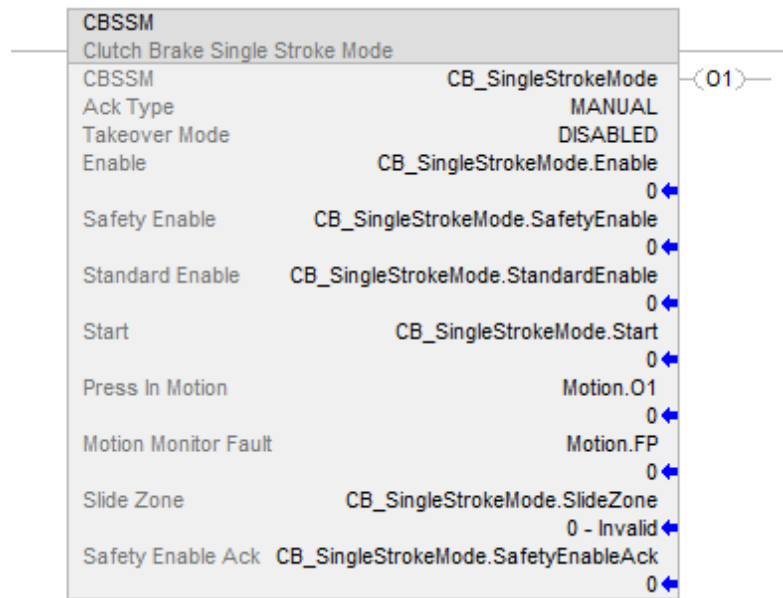 CBSSM
Clutch Brake Single Stroke Mode
CBSSM CB_SingleStrokeMode (O1)
Ack Type MANUAL
Takeover Mode DISABLED
Enable CB_SingleStrokeMode.Enable
0
Safety Enable CB_SingleStrokeMode.SafetyEnable
0
Standard Enable CB_SingleStrokeMode.StandardEnable
0
Start CB_SingleStrokeMode.Start
0
Press In Motion Motion.O1
0
Motion Monitor Fault Motion.FP
0
Slide Zone CB_SingleStrokeMode.SlideZone
0 - Invalid
Safety Enable Ack CB_SingleStrokeMode.SafetyEnableAck
0